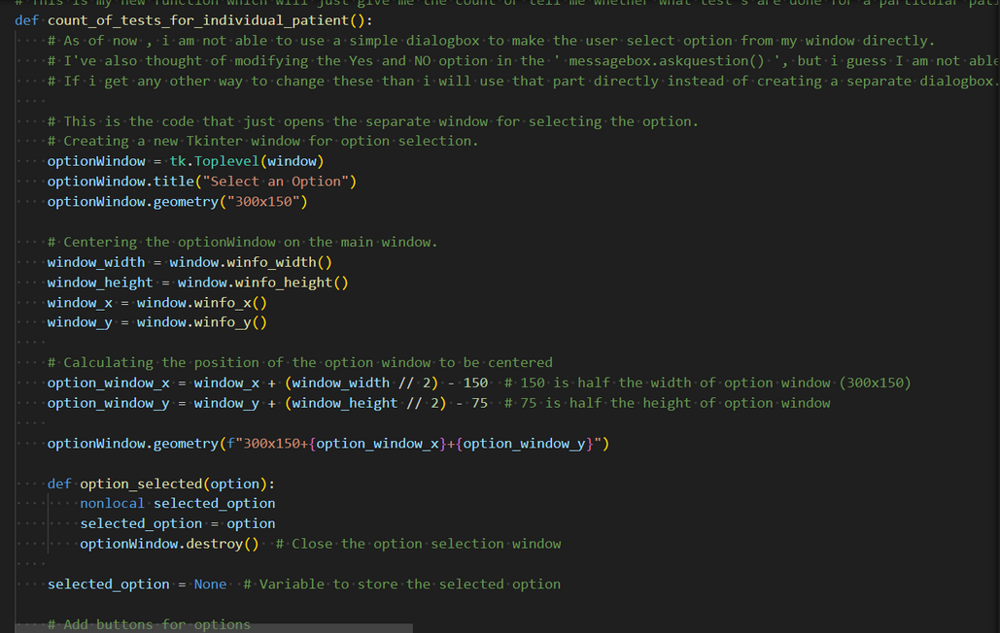 # This is my new function which will just give me the count or tell me whether what test's are done for a particular
def count_of_tests_for_individual_patient():
# As of now , i am not able to use a simple dialogbox to make the user select option from my window directly.
# I've also thought of modifying the Yes and NO option in the ' messagebox.askquestion() ', but i guess I am not able
# If i get any other way to change these than i will use that part directly instead of creating a separate dialogbox.
# This is the code that just opens the separate window for selecting the option.
# Creating a new Tkinter window for option selection.
optionWindow = tk.Toplevel(window)
optionWindow.title("Select an Option")
optionWindow.geometry("300x150")
# Centering the optionWindow on the main window.
window_width = window.winfo_width()
window_height = window.winfo_height()
window_x = window.winfo_x()
window_y = window.winfo_y()
# Calculating the position of the option window to be centered
option_window_x = window_x + (window_width // 2) - 150  # 150 is half the width of option window (300x150)
option_window_y = window_y + (window_height // 2) - 75  # 75 is half the height of option window
optionWindow.geometry(f"300x150+{option_window_x}+{option_window_y}")
def option_selected(option):
nonlocal selected_option
selected_option = option
optionWindow.destroy()  # Close the option selection window
selected_option = None  # Variable to store the selected option
# Add buttons for options